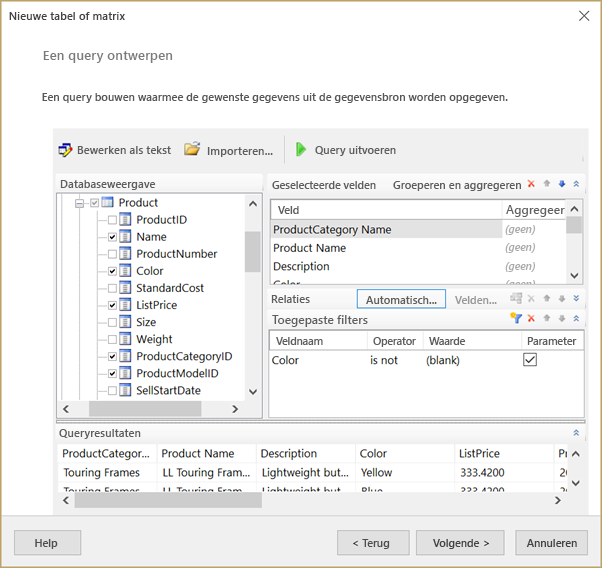 Nieuwe tabel of matrix
Een query ontwerpen
Een query bouwen waarmee de gewenste gegevens uit de gegevensbron worden opgegeven.
Bewerken als tekst Importeren... Query uitvoeren
Databaseweergave
Product
ProductID
Name
ProductNumber
Color
StandardCost
ListPrice
Size
Weight
ProductCategoryID
ProductModelID
SellStartDate
Geselecteerde velden Groeperen en aggregeren
Veld Aggregeer
ProductCategory Name (geen)
Product Name (geen)
Description (geen)
Color (geen)
Relaties Automatisch... Velden...
Toegepaste filters
Veldnaam Operator Waarde Parameter
Color is not (blank)
Queryresultaten
ProductCategor... Product Name Description Color ListPrice
Touring Frames LL Touring Fram... Lightweight but... Yellow 333.4200
Touring Frames LL Touring Fram... Lightweight but... Blue 333.4200
Help < Terug Volgende > Annuleren